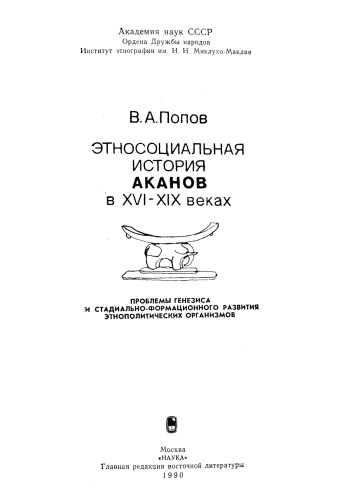 Академия наук СССР
Ордена Дружбы народов
Институт этнографии им. Н. Н. Миклухо-Маклая
В.А.Попов
ЭТНОСОЦИАЛЬНАЯ
ИСТОРИЯ
АКАНОВ
в XVI-XIX веках
ПРОБЛЕМЫ ГЕНЕЗИСА
И СТАДИАЛЬНО-ФОРМАЦИОННОГО РАЗВИТИЯ
ЭТНОПОЛИТИЧЕСКИХ ОРГАНИЗМОВ
Москва
«НАУКА»
Главная редакция восточной литературы
1990